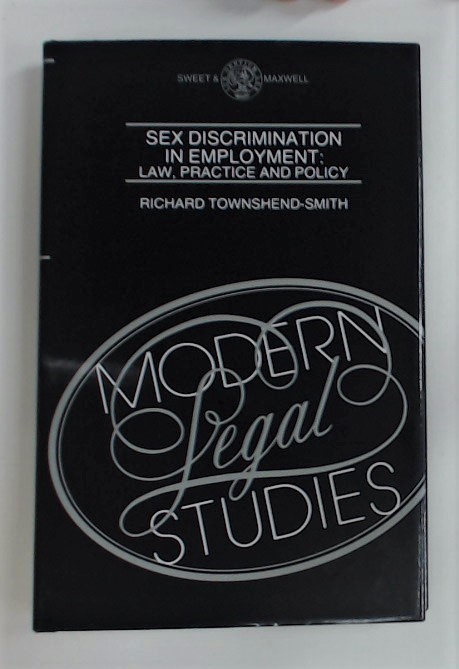 SWEET & MAXWELL
SEX DISCRIMINATION
IN EMPLOYMENT:
LAW, PRACTICE AND POLICY
RICHARD TOWNSHEND-SMITH
MODERN
Legal
STUDIES